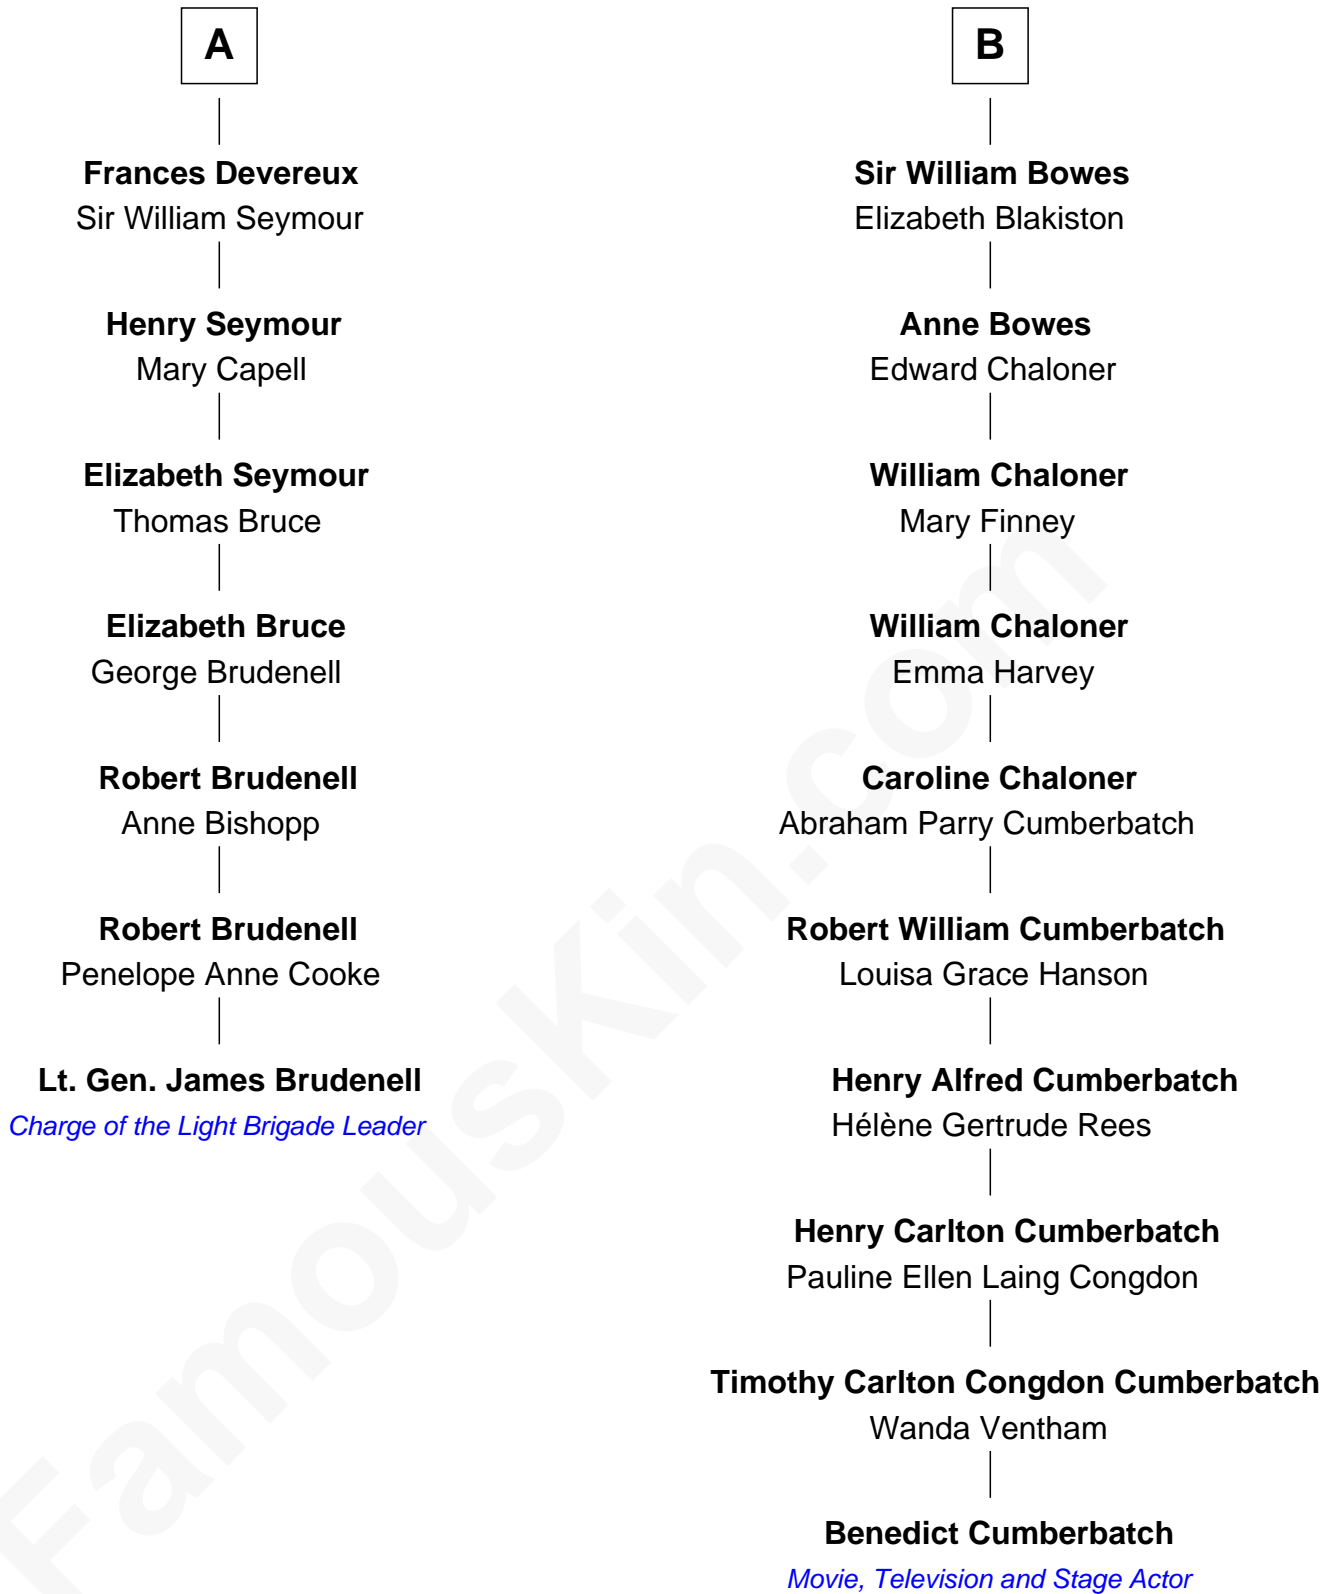 A
Frances Devereux
Sir William Seymour
Henry Seymour
Mary Capell
Elizabeth Seymour
Thomas Bruce
Elizabeth Bruce
George Brudenell
Robert Brudenell
Anne Bishopp
Robert Brudenell
Penelope Anne Cooke
Lt. Gen. James Brudenell
Charge of the Light Brigade Leader
B
Sir William Bowes
Elizabeth Blakiston
Anne Bowes
Edward Chaloner
William Chaloner
Mary Finney
William Chaloner
Emma Harvey
Caroline Chaloner
Abraham Parry Cumberbatch
Robert William Cumberbatch
Louisa Grace Hanson
Henry Alfred Cumberbatch
Hélène Gertrude Rees
Henry Carlton Cumberbatch
Pauline Ellen Laing Congdon
Timothy Carlton Congdon Cumberbatch
Wanda Ventham
Benedict Cumberbatch
Movie, Television and Stage Actor
FamousKin.com